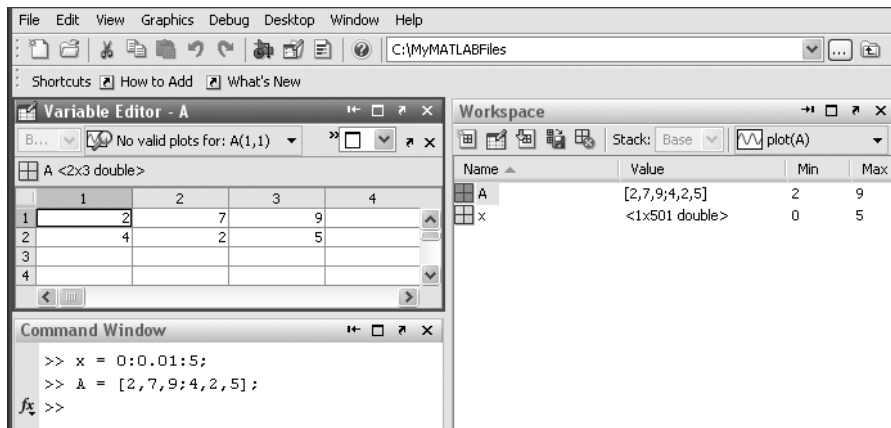 File Edit View Graphics Debug Desktop Window Help
C:\MyMATLABFiles ...
Shortcuts How to Add What's New
Variable Editor - A
B... No valid plots for: A(1,1) »
A <2x3 double>
1 2 3 4
1 2 7 9
2 4 2 5
3
4
Command Window
>> x = 0:0.01:5;
>> A = [2,7,9;4,2,5];
fx >>
Workspace
Stack: Base plot(A)
Name Value Min Max
A [2,7,9;4,2,5] 2 9
x <1x501 double> 0 5